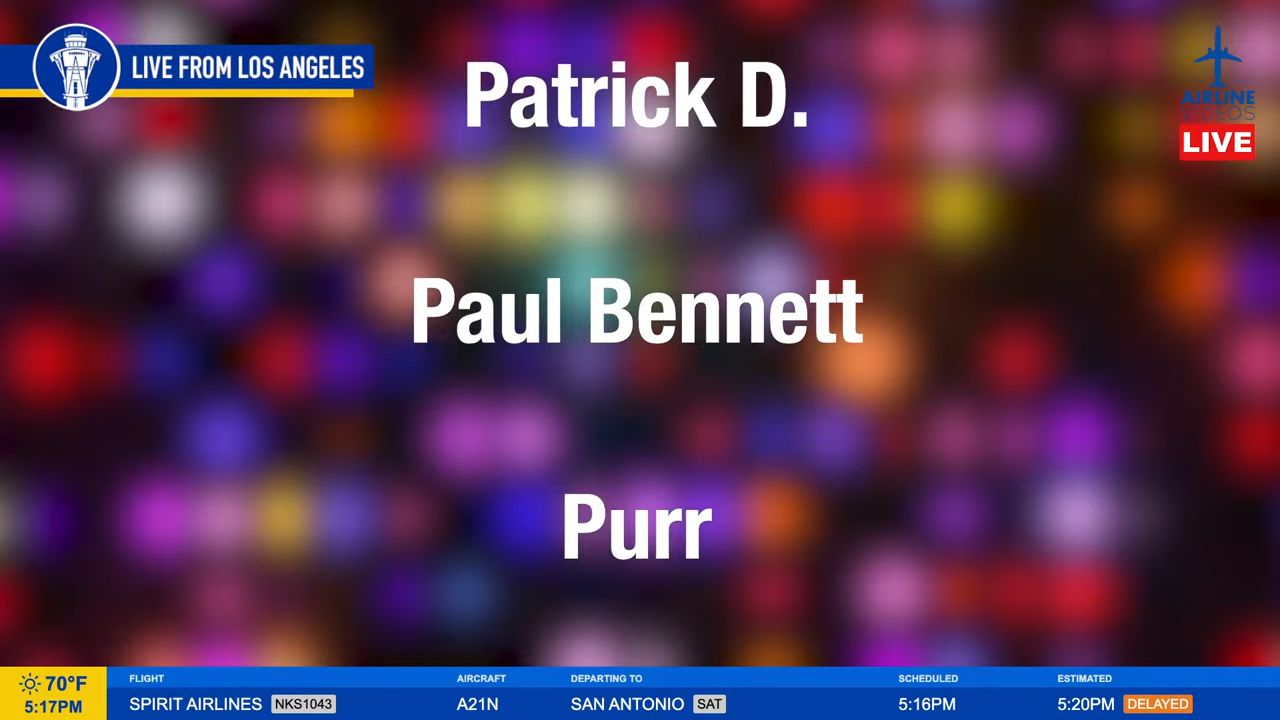 LIVE FROM LOS ANGELES
Patrick D.
AIRLINE
VIDEOS
LIVE
Paul Bennett
Purr
70°F
5:17PM
FLIGHT AIRCRAFT DEPARTING TO SCHEDULED ESTIMATED
SPIRIT AIRLINES NKS1043 A21N SAN ANTONIO SAT 5:16PM 5:20PM DELAYED